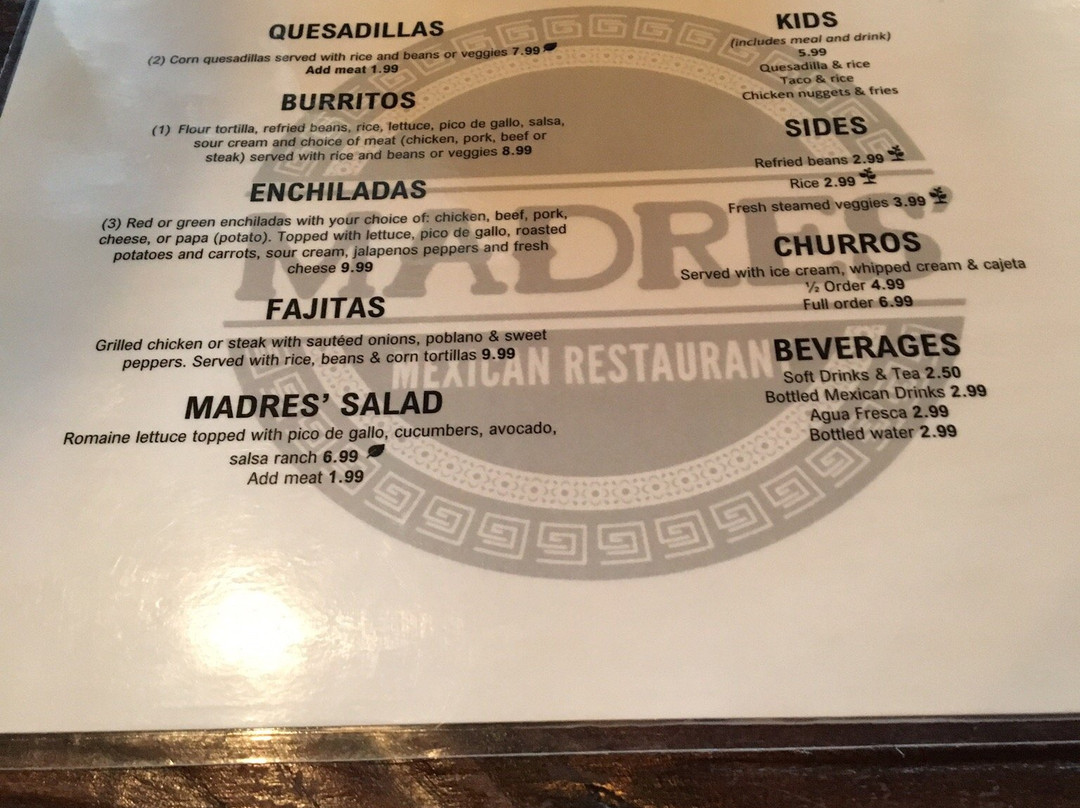 QUESADILLAS
(2) Corn quesadillas served with rice and beans or veggies 7.99
Add meat 1.99
BURRITOS
(1) Flour tortilla, refried beans, rice, lettuce, pico de gallo, salsa,
sour cream and choice of meat (chicken, pork, beef or
steak) served with rice and beans or veggies 8.99
ENCHILADAS
(3) Red or green enchiladas with your choice of: chicken, beef, pork,
cheese, or papa (potato). Topped with lettuce, pico de gallo, roasted
potatoes and carrots, sour cream, jalapenos peppers and fresh
cheese 9.99
FAJITAS
Grilled chicken or steak with sautéed onions, poblano & sweet
peppers. Served with rice, beans & corn tortillas 9.99
MADRES' SALAD
Romaine lettuce topped with pico de gallo, cucumbers, avocado,
salsa ranch 6.99
Add meat 1.99
KIDS
(includes meal and drink)
5.99
Quesadilla & rice
Taco & rice
Chicken nuggets & fries
SIDES
Refried beans 2.99
Rice 2.99
Fresh steamed veggies 3.99
CHURROS
Served with ice cream, whipped cream & cajeta
½ Order 4.99
Full order 6.99
BEVERAGES
Soft Drinks & Tea 2.50
Bottled Mexican Drinks 2.99
Agua Fresca 2.99
Bottled water 2.99
MADRES'
MEXICAN RESTAURANT